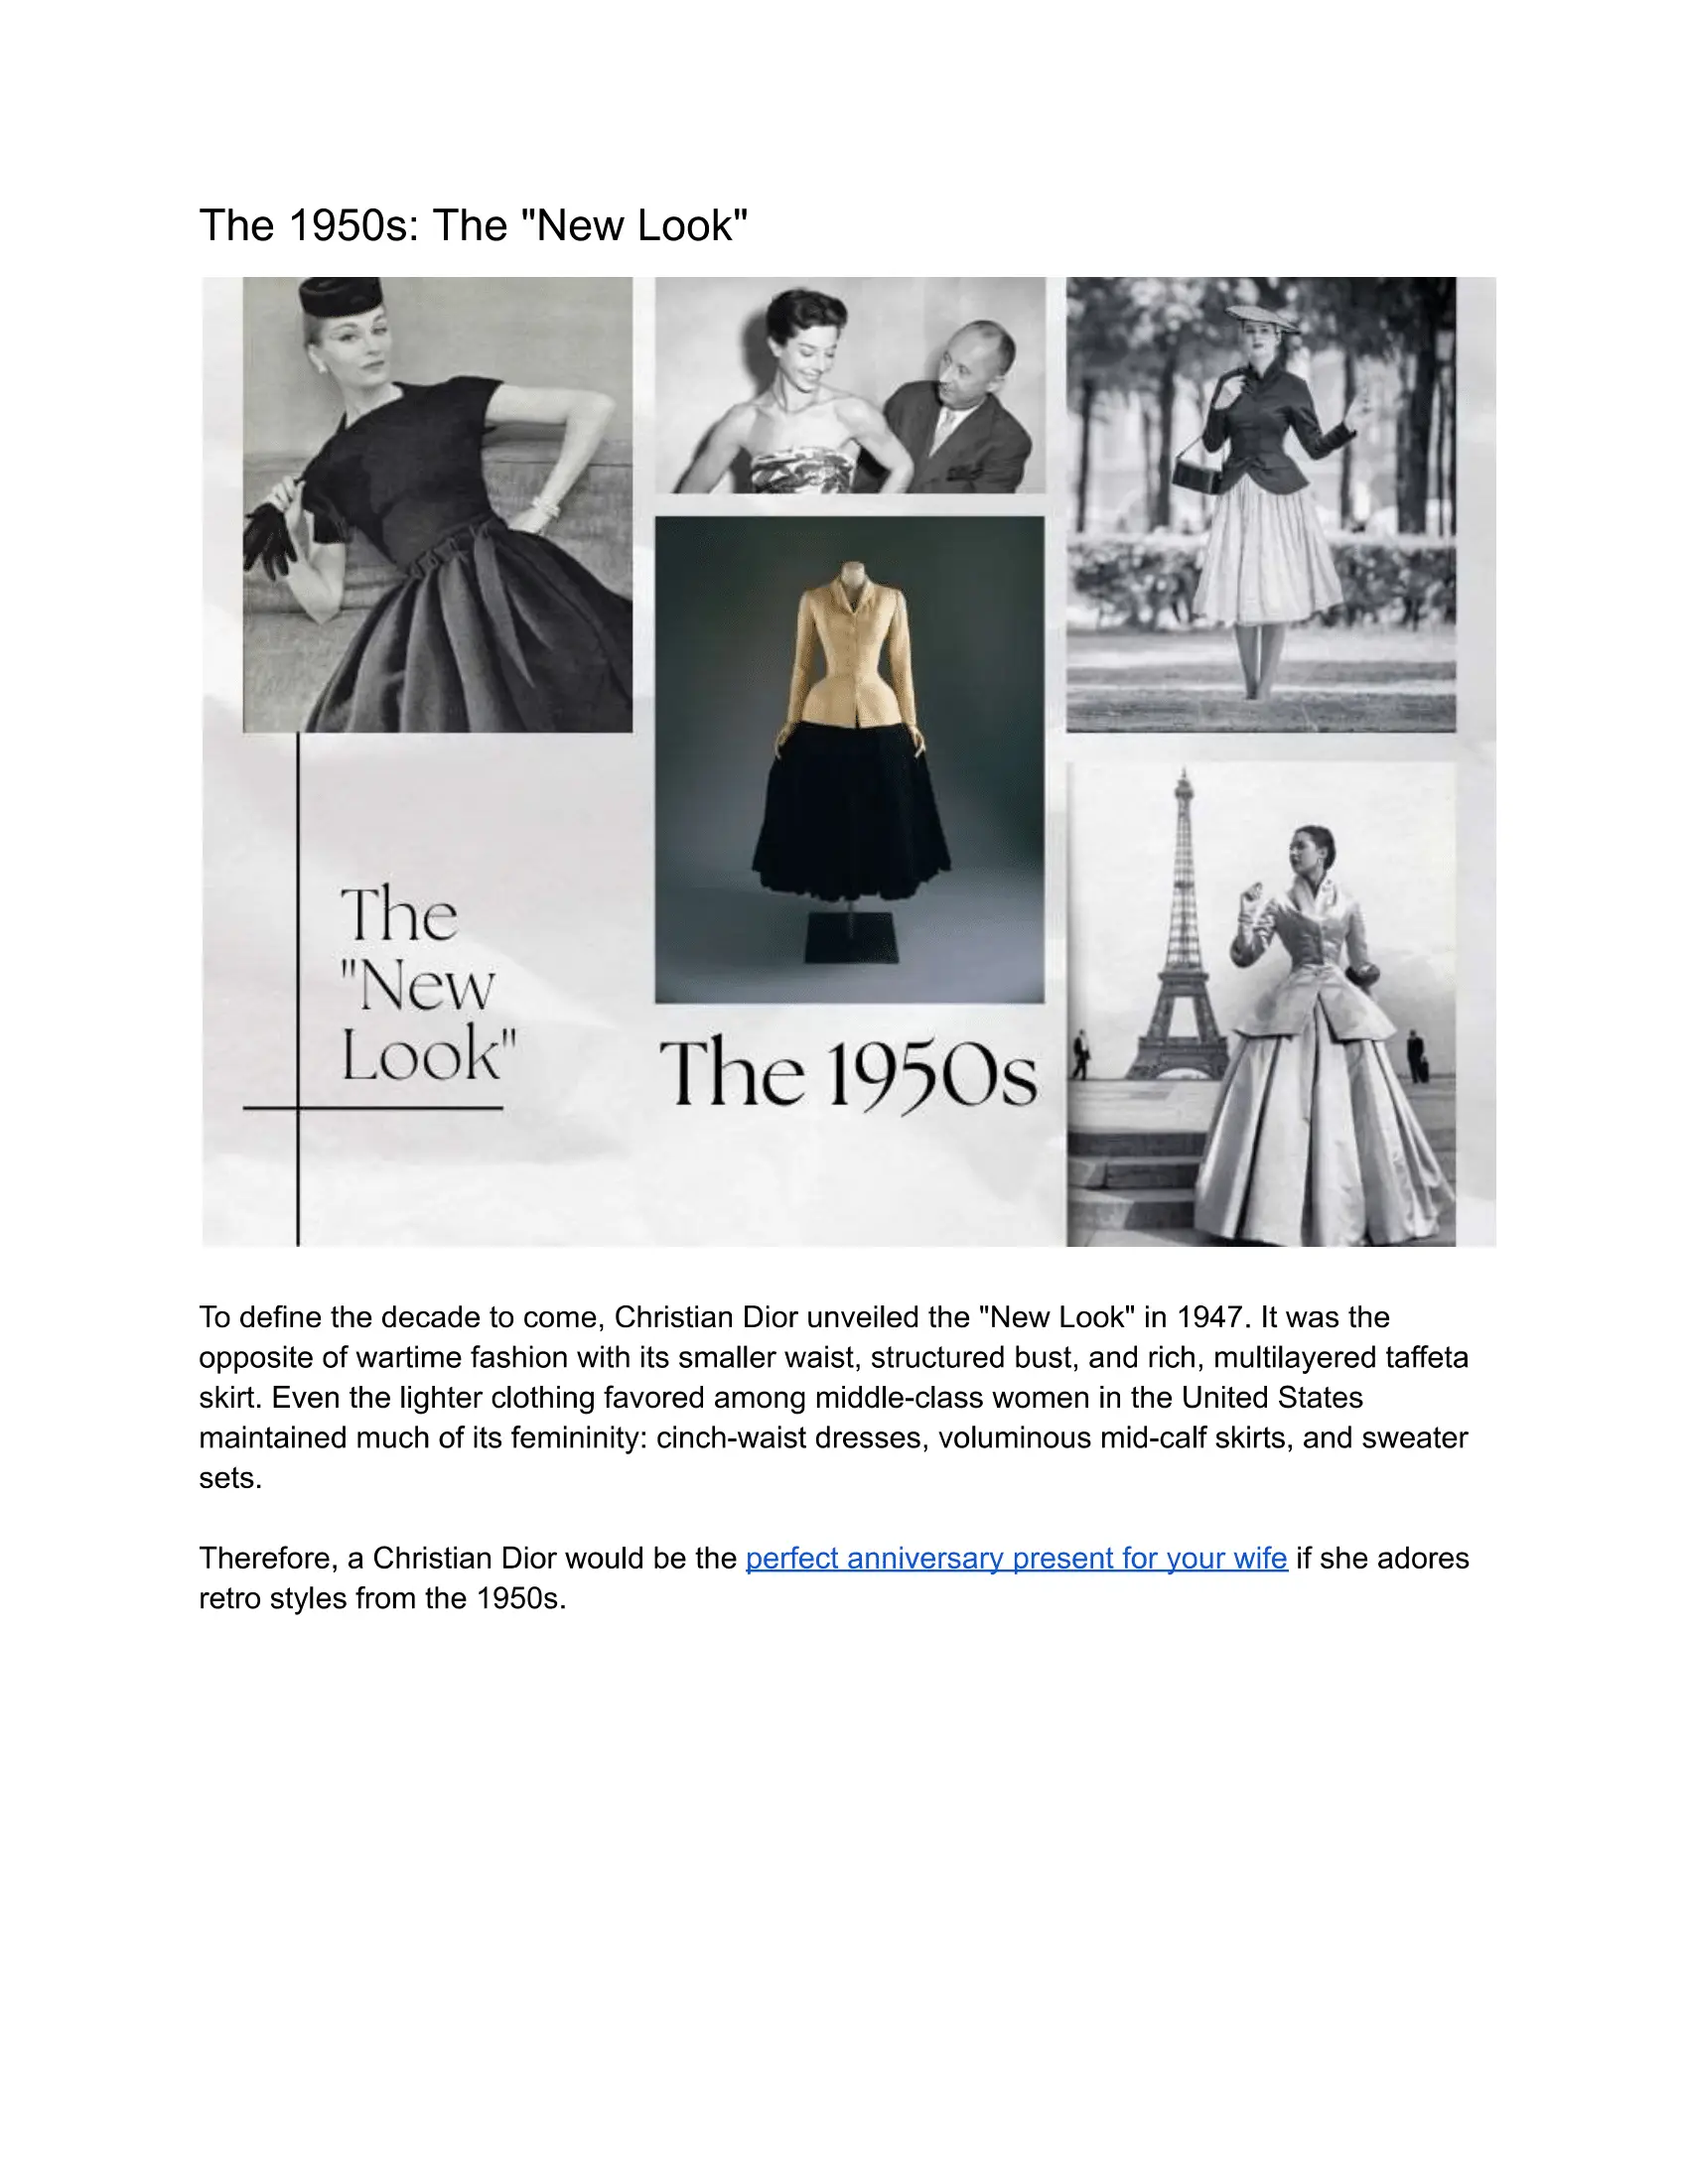 The 1950s: The "New Look"
The
"New
Look"
The 1950s
To define the decade to come, Christian Dior unveiled the "New Look" in 1947. It was the
opposite of wartime fashion with its smaller waist, structured bust, and rich, multilayered taffeta
skirt. Even the lighter clothing favored among middle-class women in the United States
maintained much of its femininity: cinch-waist dresses, voluminous mid-calf skirts, and sweater
sets.
Therefore, a Christian Dior would be the perfect anniversary present for your wife if she adores
retro styles from the 1950s.